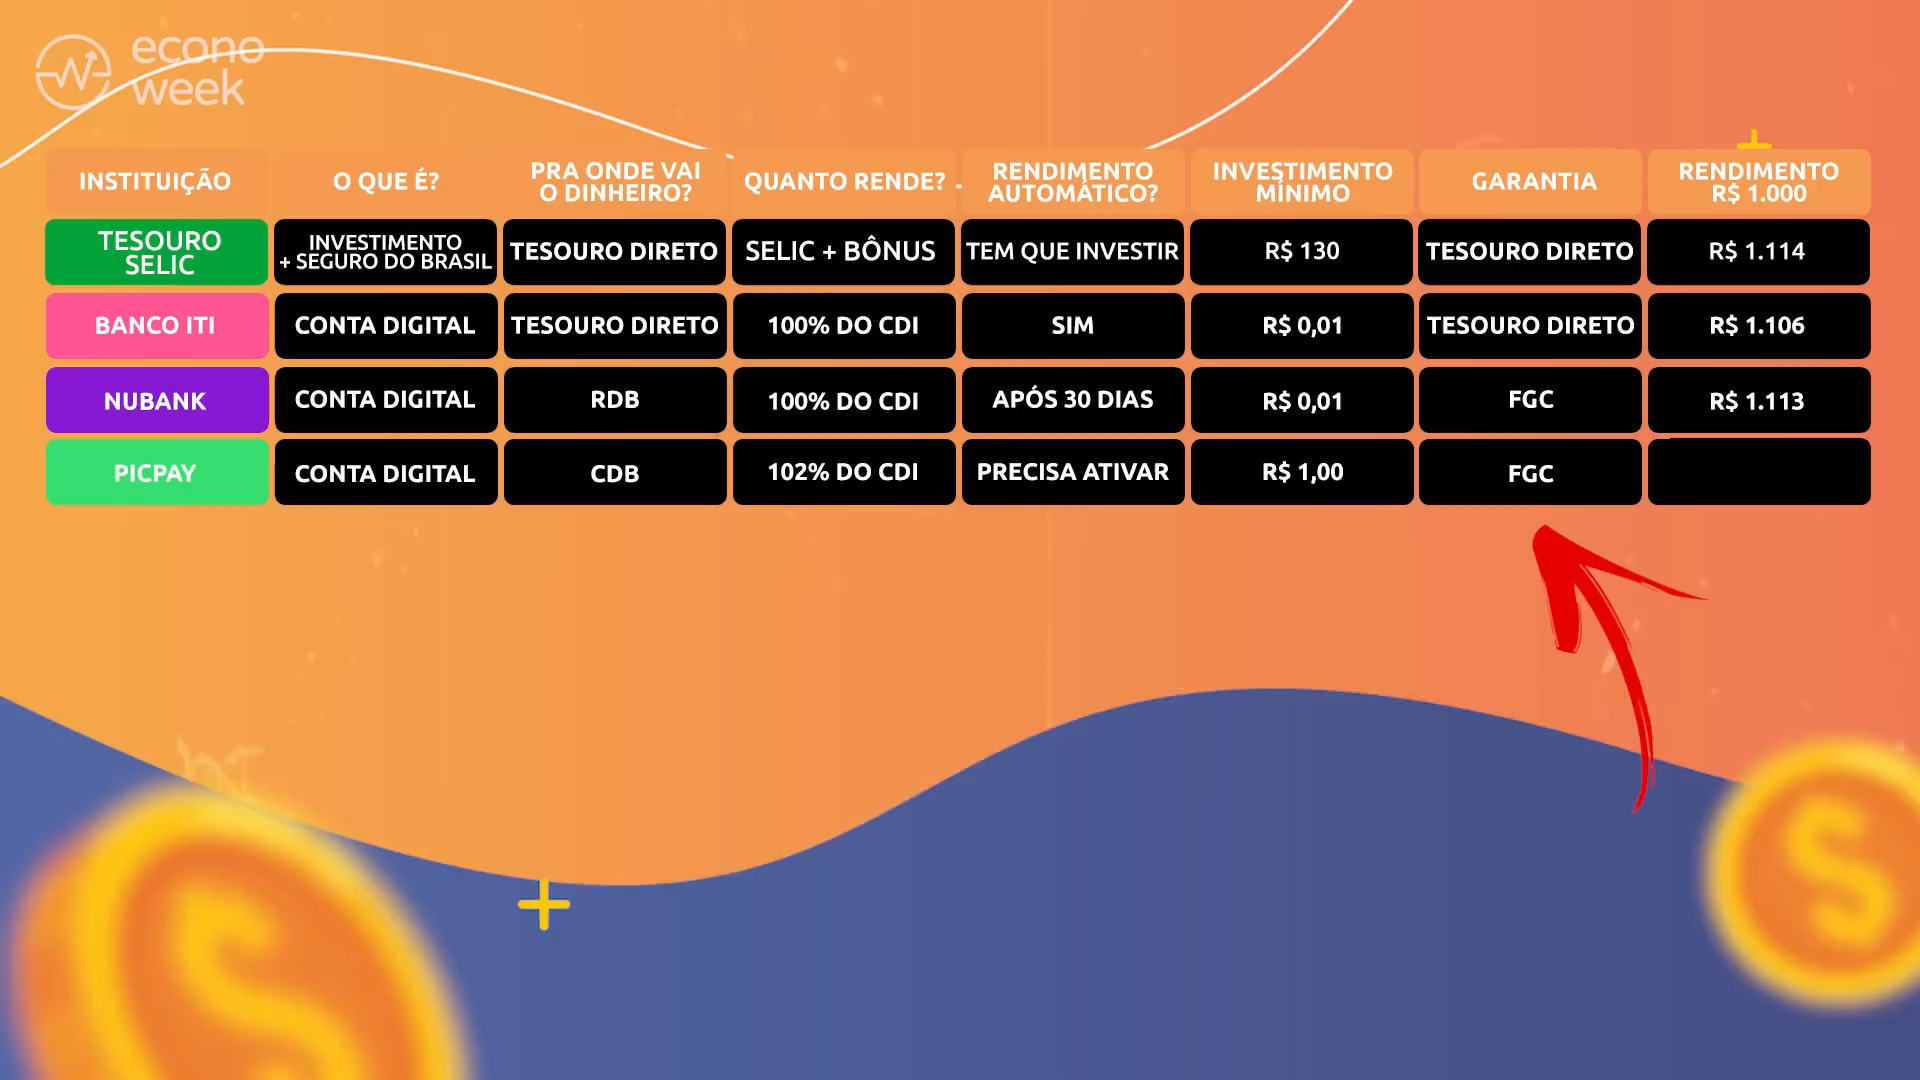 econo
week
INSTITUIÇÃO
O QUE É?
PRA ONDE VAI
O DINHEIRO?
QUANTO RENDE?
RENDIMENTO
AUTOMÁTICO?
INVESTIMENTO
MÍNIMO
GARANTIA
RENDIMENTO
R$ 1.000
TESOURO
SELIC
INVESTIMENTO
+ SEGURO DO BRASIL
TESOURO DIRETO
SELIC + BÔNUS
TEM QUE INVESTIR
R$ 130
TESOURO DIRETO
R$ 1.114
BANCO ITI
CONTA DIGITAL
TESOURO DIRETO
100% DO CDI
SIM
R$ 0,01
TESOURO DIRETO
R$ 1.106
NUBANK
CONTA DIGITAL
RDB
100% DO CDI
APÓS 30 DIAS
R$ 0,01
FGC
R$ 1.113
PICPAY
CONTA DIGITAL
CDB
102% DO CDI
PRECISA ATIVAR
R$ 1,00
FGC